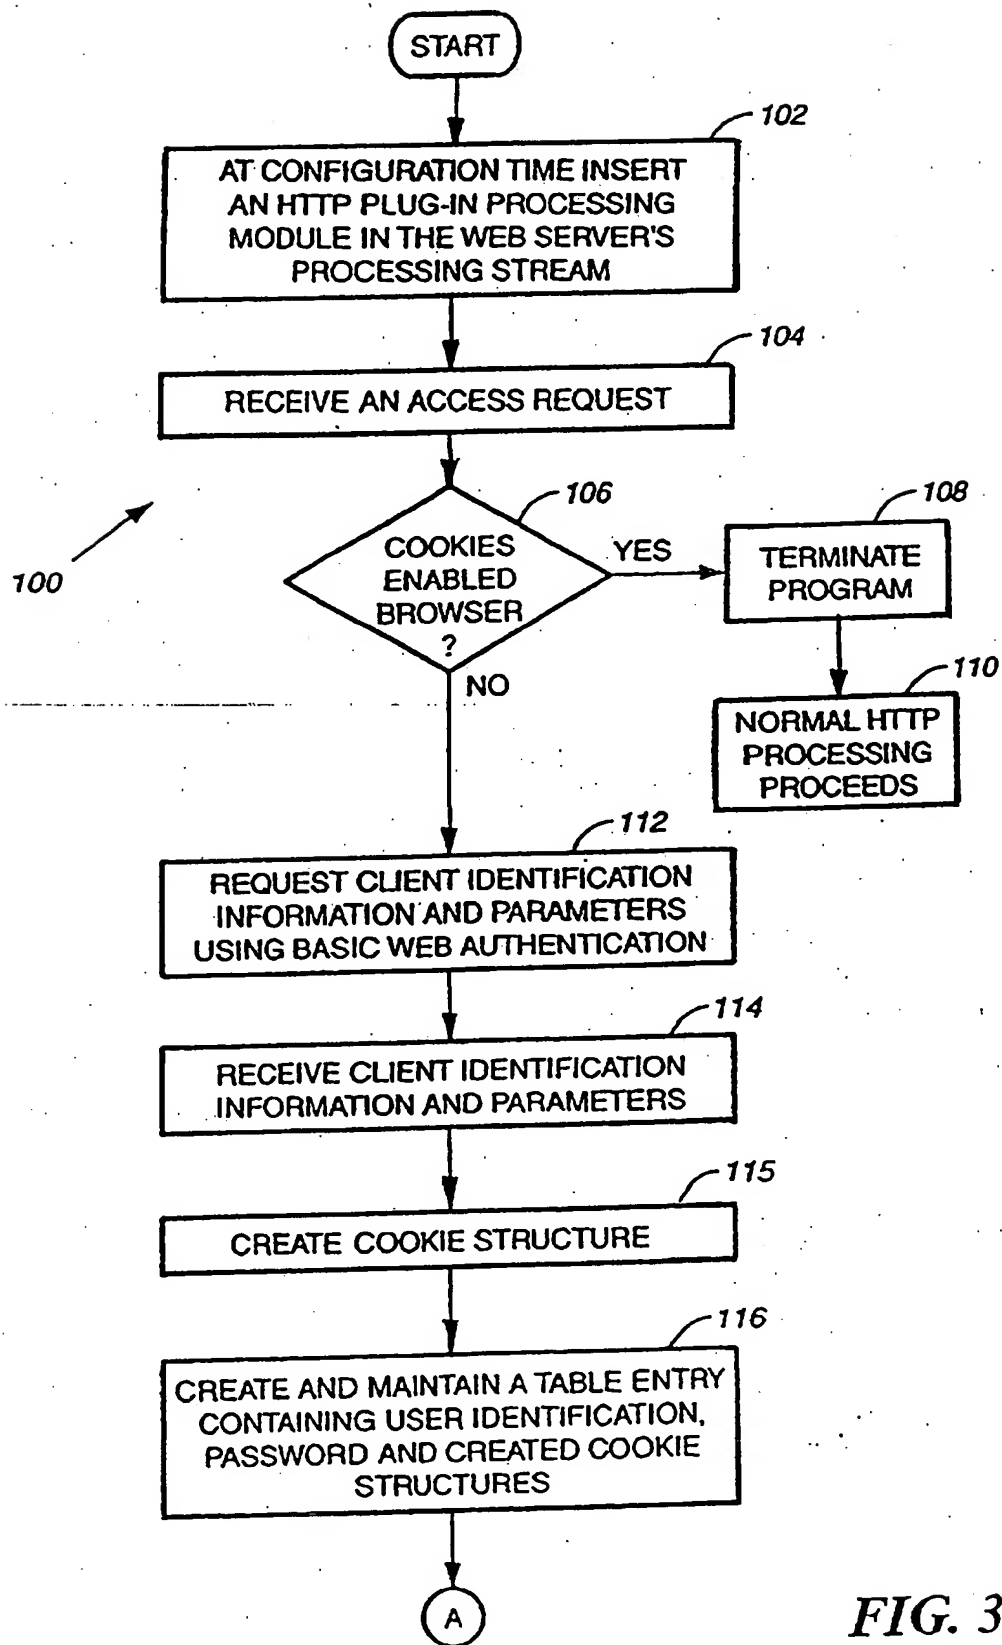 START
102
AT CONFIGURATION TIME INSERT
AN HTTP PLUG-IN PROCESSING
MODULE IN THE WEB SERVER'S
PROCESSING STREAM
104
RECEIVE AN ACCESS REQUEST
100
106
COOKIES
ENABLED
BROWSER
?
YES
NO
108
TERMINATE
PROGRAM
110
NORMAL HTTP
PROCESSING
PROCEEDS
112
REQUEST CLIENT IDENTIFICATION
INFORMATION AND PARAMETERS
USING BASIC WEB AUTHENTICATION
114
RECEIVE CLIENT IDENTIFICATION
INFORMATION AND PARAMETERS
115
CREATE COOKIE STRUCTURE
116
CREATE AND MAINTAIN A TABLE ENTRY
CONTAINING USER IDENTIFICATION,
PASSWORD AND CREATED COOKIE
STRUCTURES
A
FIG. 3